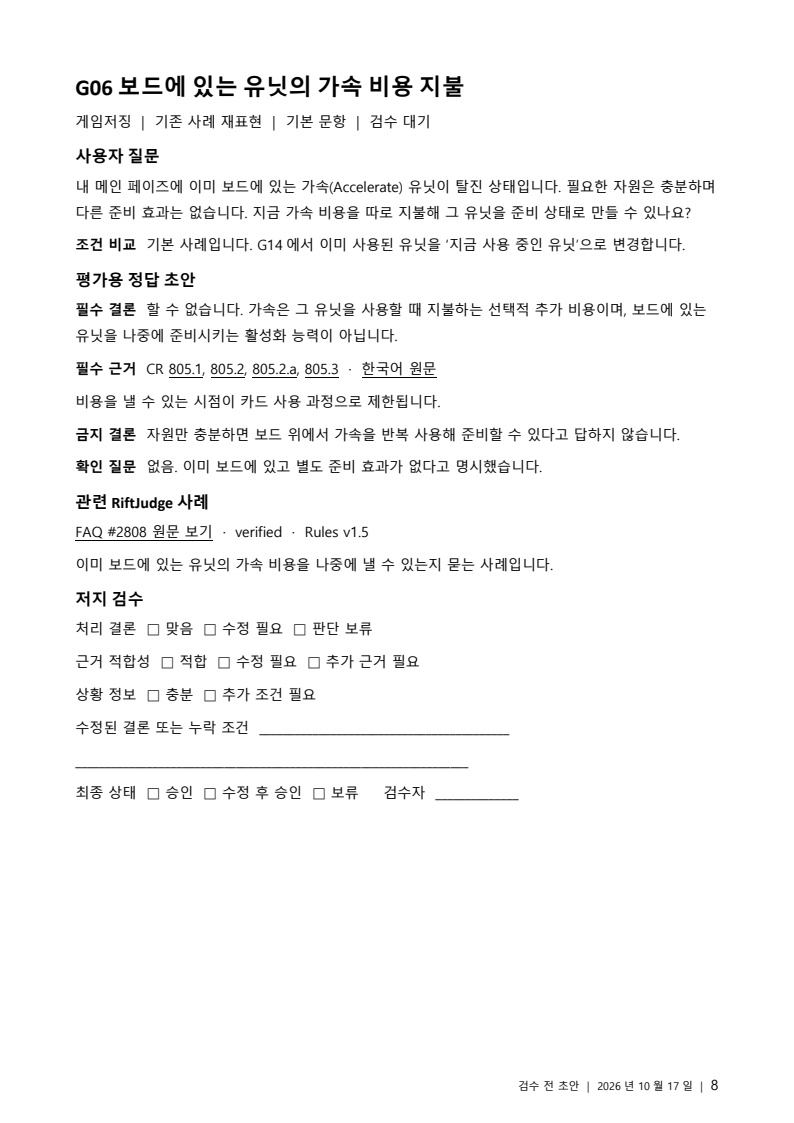 G06 보드에 있는 유닛의 가속 비용 지불
게임저징 | 기존 사례 재표현 | 기본 문항 | 검수 대기
사용자 질문
내 메인 페이즈에 이미 보드에 있는 가속(Accelerate) 유닛이 탈진 상태입니다. 필요한 자원은 충분하며
다른 준비 효과는 없습니다. 지금 가속 비용을 따로 지불해 그 유닛을 준비 상태로 만들 수 있나요?
조건 비교 기본 사례입니다. G14 에서 이미 사용된 유닛을 ‘지금 사용 중인 유닛’으로 변경합니다.
평가용 정답 초안
필수 결론 할 수 없습니다. 가속은 그 유닛을 사용할 때 지불하는 선택적 추가 비용이며, 보드에 있는
유닛을 나중에 준비시키는 활성화 능력이 아닙니다.
필수 근거 CR 805.1, 805.2, 805.2.a, 805.3 · 한국어 원문
비용을 낼 수 있는 시점이 카드 사용 과정으로 제한됩니다.
금지 결론 자원만 충분하면 보드 위에서 가속을 반복 사용해 준비할 수 있다고 답하지 않습니다.
확인 질문 없음. 이미 보드에 있고 별도 준비 효과가 없다고 명시했습니다.
관련 RiftJudge 사례
FAQ #2808 원문 보기 · verified · Rules v1.5
이미 보드에 있는 유닛의 가속 비용을 나중에 낼 수 있는지 묻는 사례입니다.
저지 검수
처리 결론 □ 맞음 □ 수정 필요 □ 판단 보류
근거 적합성 □ 적합 □ 수정 필요 □ 추가 근거 필요
상황 정보 □ 충분 □ 추가 조건 필요
수정된 결론 또는 누락 조건 ______________________________
_______________________________________________
최종 상태 □ 승인 □ 수정 후 승인 □ 보류 검수자 __________
검수 전 초안 | 2026 년 10 월 17 일 | 8